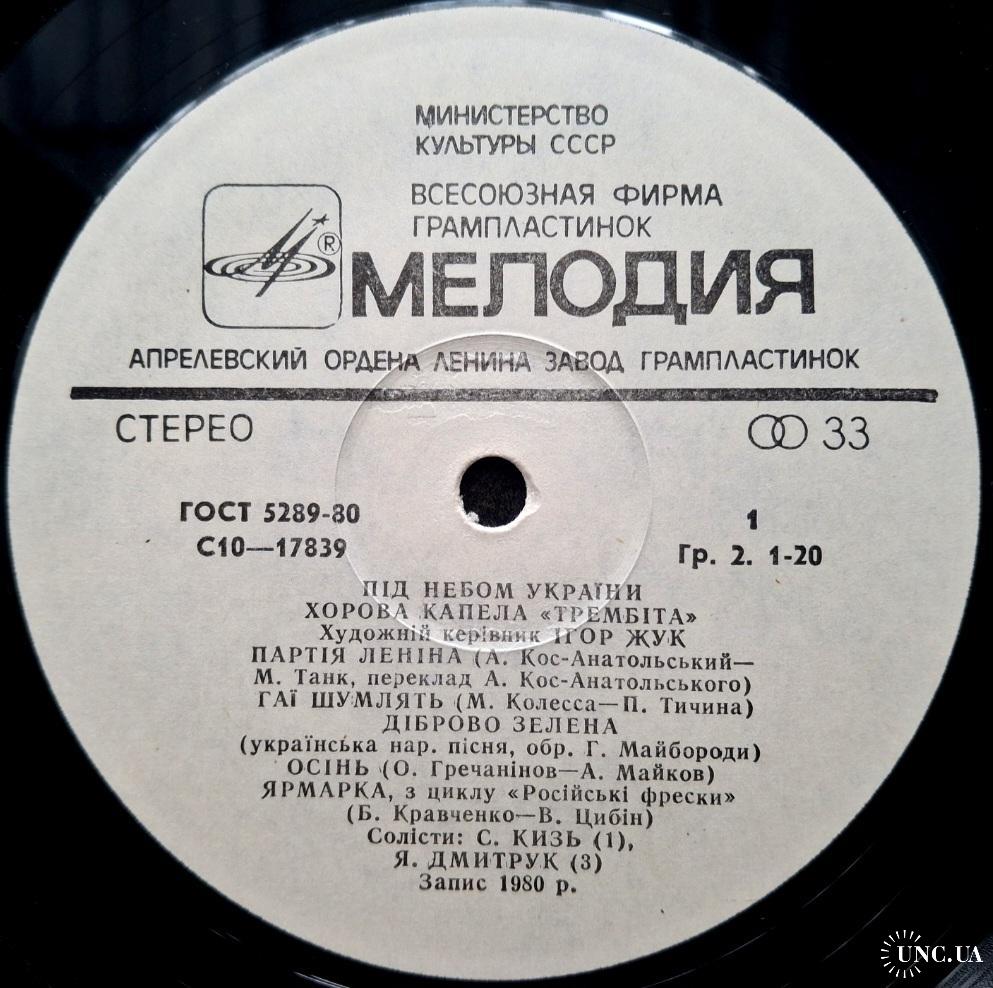 МИНИСТЕРСТВО
КУЛЬТУРЫ СССР
ВСЕСОЮЗНАЯ ФИРМА
ГРАМПЛАСТИНОК
®
МЕЛОДИЯ
АПРЕЛЕВСКИЙ ОРДЕНА ЛЕНИНА ЗАВОД ГРАМПЛАСТИНОК
СТЕРЕО
33
ГОСТ 5289-80
С10—17839
1
Гр. 2. 1-20
ПІД НЕБОМ УКРАЇНИ
ХОРОВА КАПЕЛА «ТРЕМБІТА»
Художній керівник ІГОР ЖУК
ПАРТІЯ ЛЕНІНА (А. Кос-Анатольський—
М. Танк, переклад А. Кос-Анатольського)
ГАЇ ШУМЛЯТЬ (М. Колесса—П. Тичина)
ДІБРОВО ЗЕЛЕНА
(українська нар. пісня, обр. Г. Майбороди)
ОСІНЬ (О. Гречанінов—А. Майков)
ЯРМАРКА, з циклу «Російські фрески»
(Б. Кравченко—В. Цибін)
Солісти: С. КИЗЬ (1),
Я. ДМИТРУК (3)
Запис 1980 р.
UNC.UA